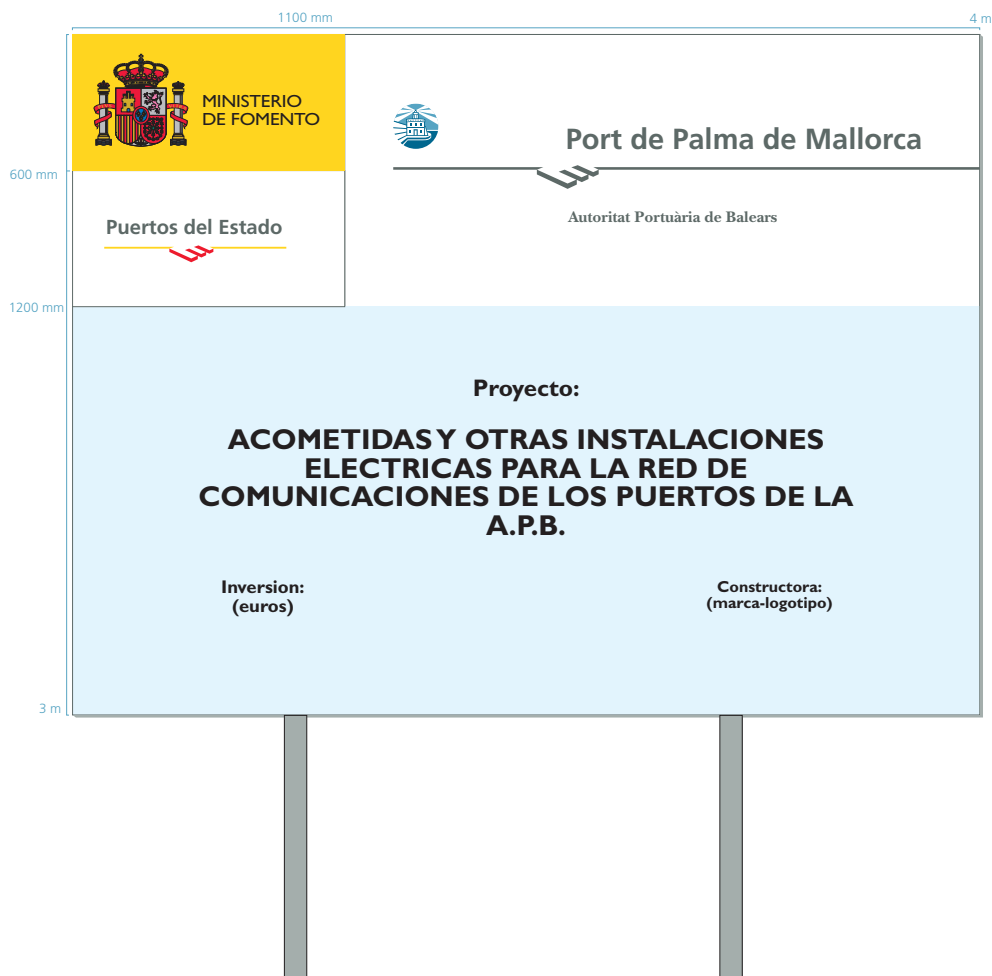 1100 mm
4 m
MINISTERIO
DE FOMENTO
Port de Palma de Mallorca
600 mm
Autoritat Portuària de Balears
Puertos del Estado
1200 mm
Proyecto:
ACOMETIDAS Y OTRAS INSTALACIONES
ELECTRICAS PARA LA RED DE
COMUNICACIONES DE LOS PUERTOS DE LA
A.P.B.
Inversion:
(euros)
Constructora:
(marca-logotipo)
3 m